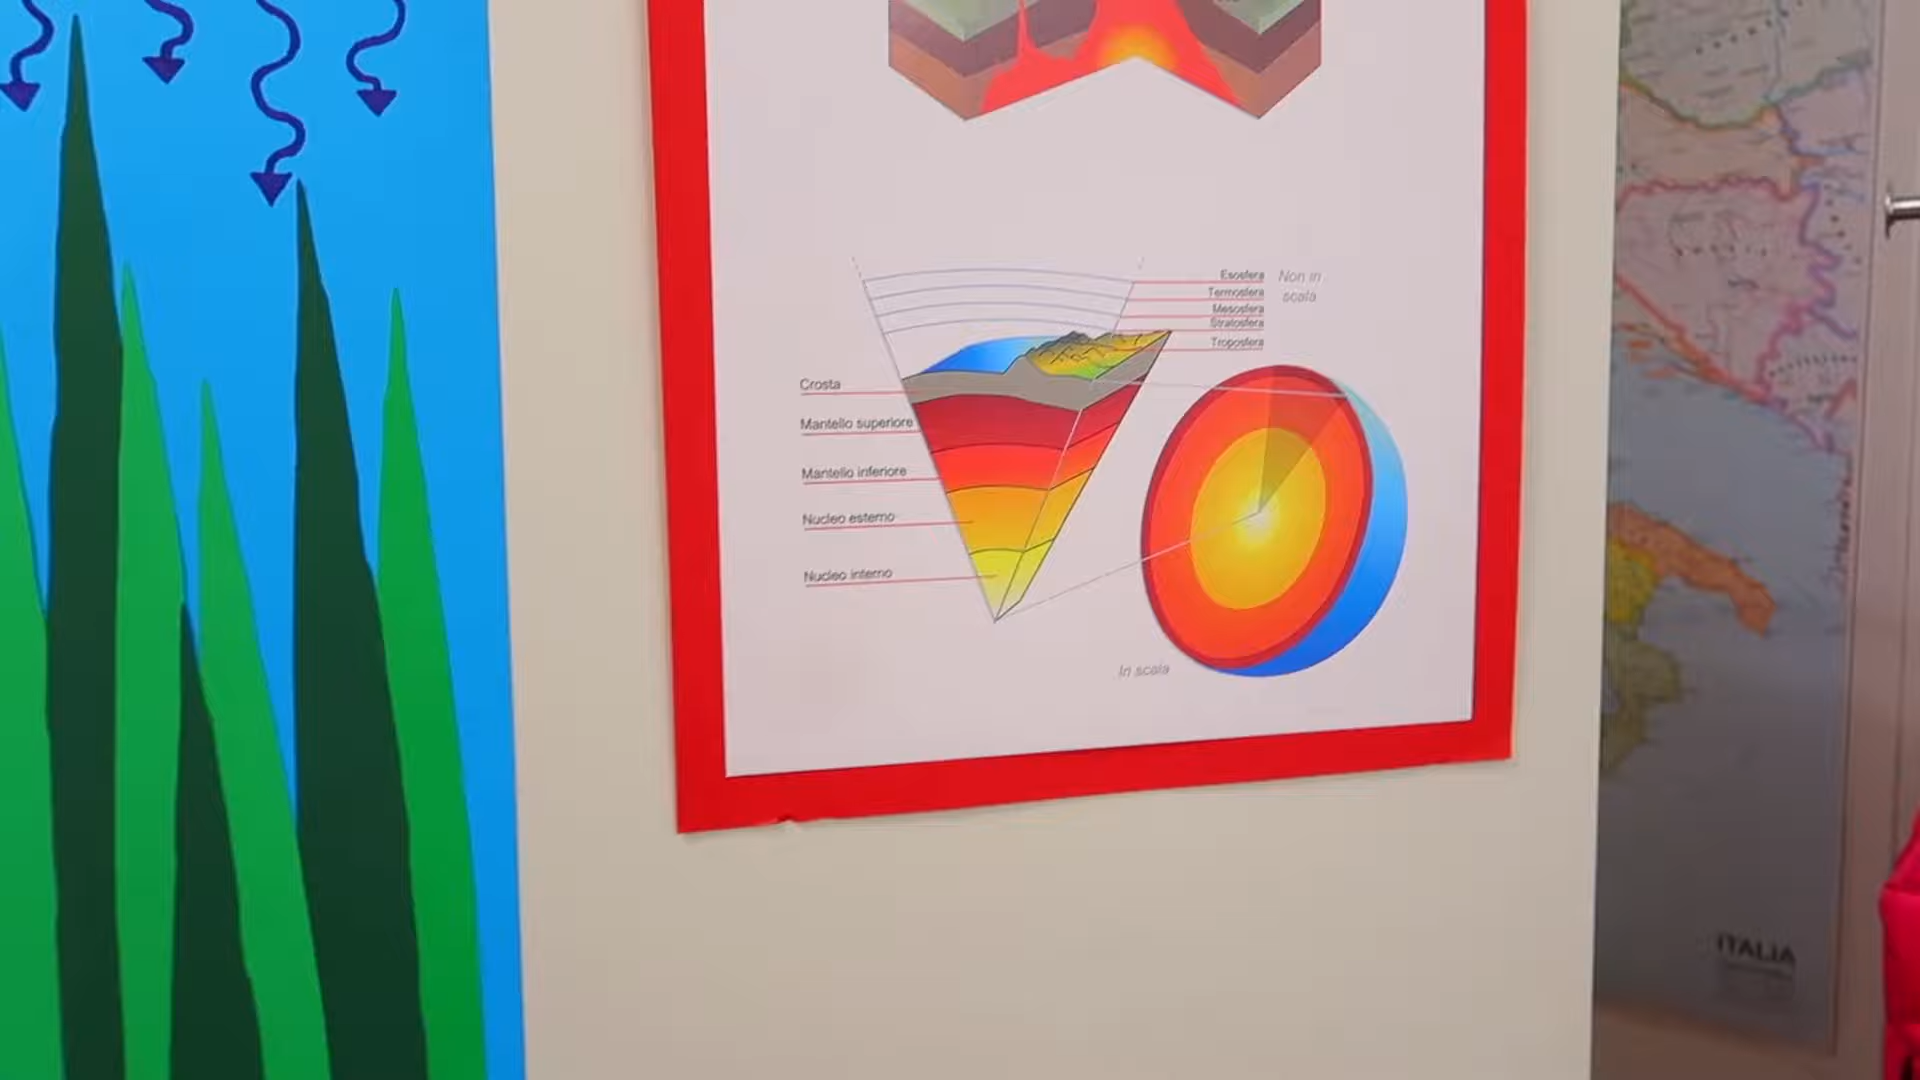 Esosfera
Non in
scala
Termosfera
Mesosfera
Stratosfera
Troposfera
Crosta
Mantello superiore
Mantello inferiore
Nucleo esterno
Nucleo interno
In scala
ITALIA